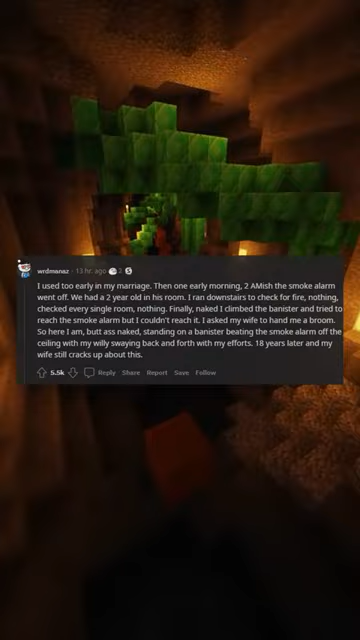 wrdmanaz · 13 hr. ago 3
I used too early in my marriage. Then one early morning, 2 AMish the smoke alarm
went off. We had a 2 year old in his room. I ran downstairs to check for fire, nothing,
checked every single room, nothing. Finally, naked I climbed the banister and tried to
reach the smoke alarm but I couldn't reach it. I asked my wife to hand me a broom.
So here I am, butt ass naked, standing on a banister beating the smoke alarm off the
ceiling with my willy swaying back and forth with my efforts. 18 years later and my
wife still cracks up about this.
5.5k Reply Share Report Save Follow